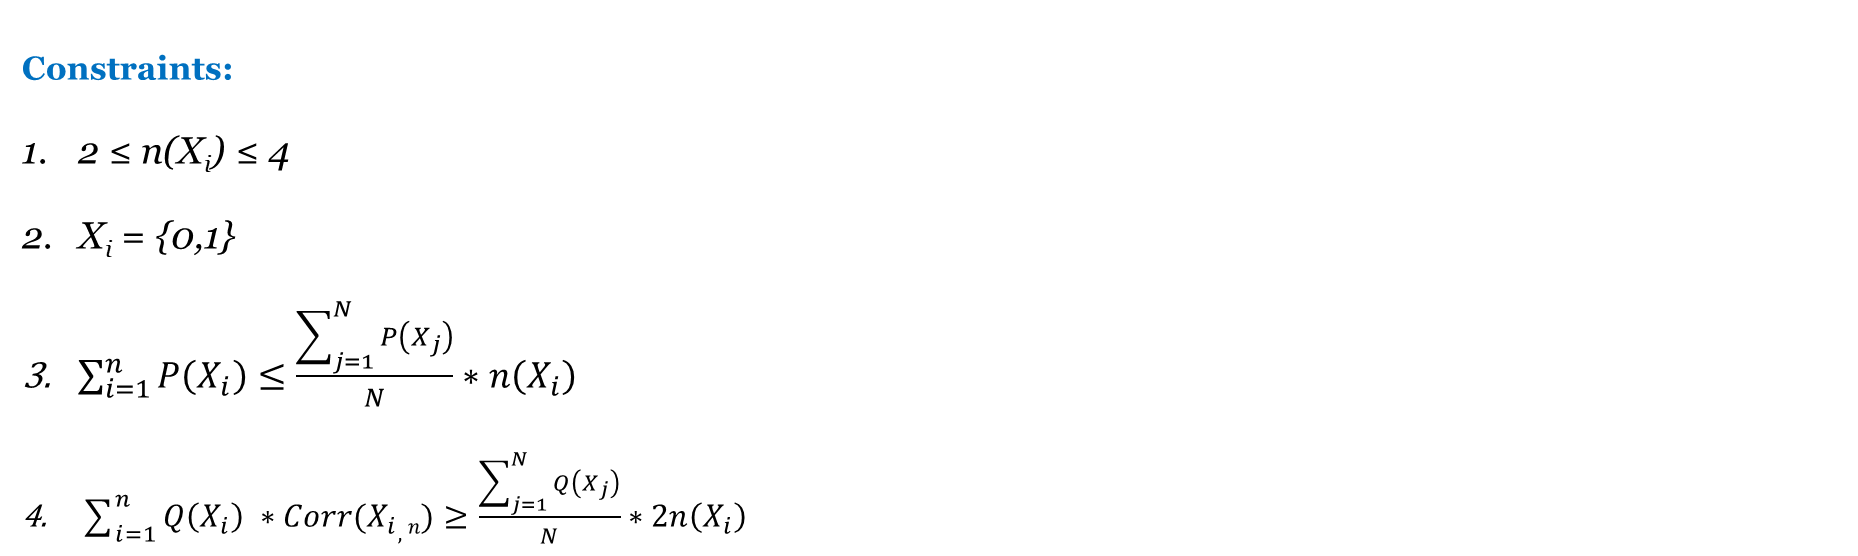 Constraints:
1. 2 ≤ n(Xᵢ) ≤ 4
2. Xᵢ = {0,1}
3. ∑ⁿᵢ₌₁ P(Xᵢ) ≤ (∑ᴺⱼ₌₁ P(Xⱼ))/N * n(Xᵢ)
4. ∑ⁿᵢ₌₁ Q(Xᵢ) * Corr(Xᵢ,ₙ) ≥ (∑ᴺⱼ₌₁ Q(Xⱼ))/N * 2n(Xᵢ)